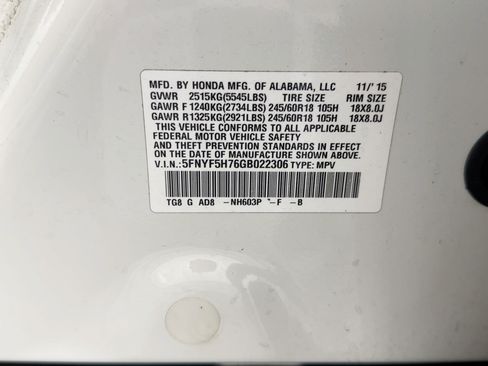 MFD. BY HONDA MFG. OF ALABAMA, LLC 11/'15
GVWR 2515KG(5545LBS) TIRE SIZE RIM SIZE
GAWR F 1240KG(2734LBS) 245/60R18 105H 18X8.0J
GAWR R1325KG(2921LBS) 245/60R18 105H 18X8.0J
THIS VEHICLE CONFORMS TO ALL APPLICABLE
FEDERAL MOTOR VEHICLE SAFETY
AND THEFT PREVENTION STANDARDS IN EFFECT
ON THE DATE OF MANUFACTURE SHOWN ABOVE.
V.I.N.: 5FNYF5H76GB022306 TYPE: MPV
TG8 G AD8 -NH603P -F -B